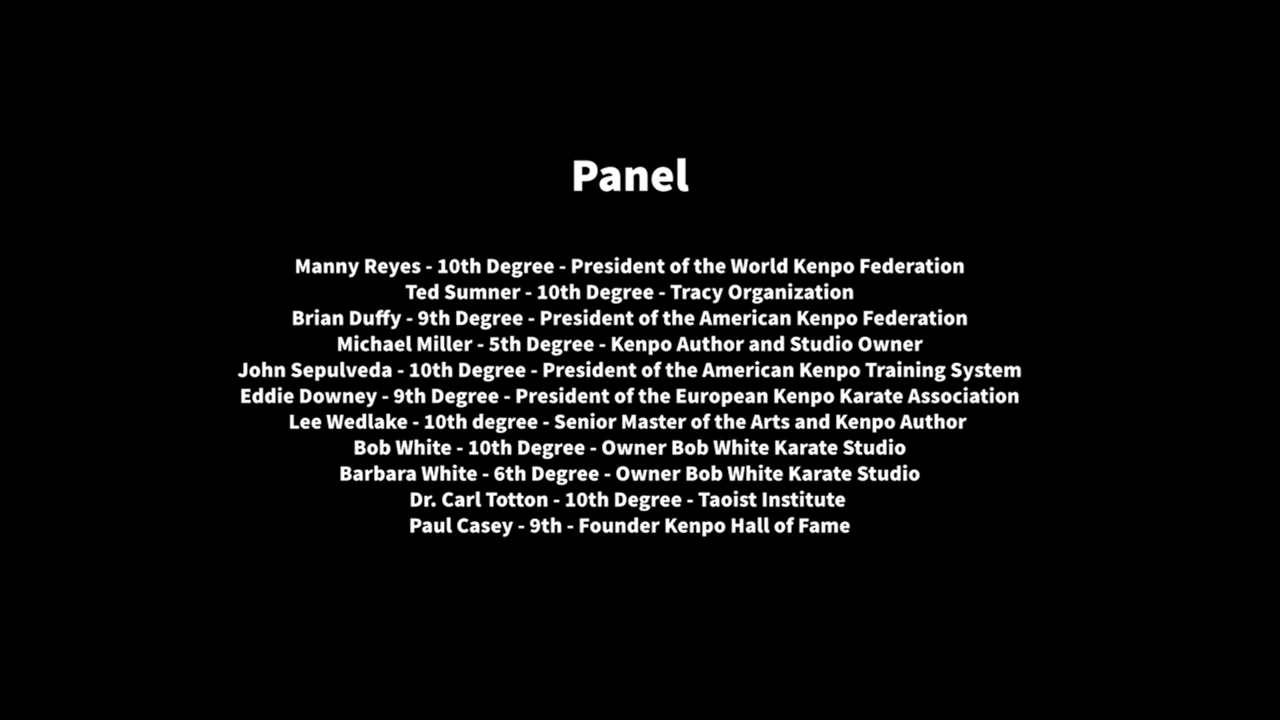 Panel
Manny Reyes - 10th Degree - President of the World Kenpo Federation
Ted Sumner - 10th Degree - Tracy Organization
Brian Duffy - 9th Degree - President of the American Kenpo Federation
Michael Miller - 5th Degree - Kenpo Author and Studio Owner
John Sepulveda - 10th Degree - President of the American Kenpo Training System
Eddie Downey - 9th Degree - President of the European Kenpo Karate Association
Lee Wedlake - 10th degree - Senior Master of the Arts and Kenpo Author
Bob White - 10th Degree - Owner Bob White Karate Studio
Barbara White - 6th Degree - Owner Bob White Karate Studio
Dr. Carl Totton - 10th Degree - Taoist Institute
Paul Casey - 9th - Founder Kenpo Hall of Fame